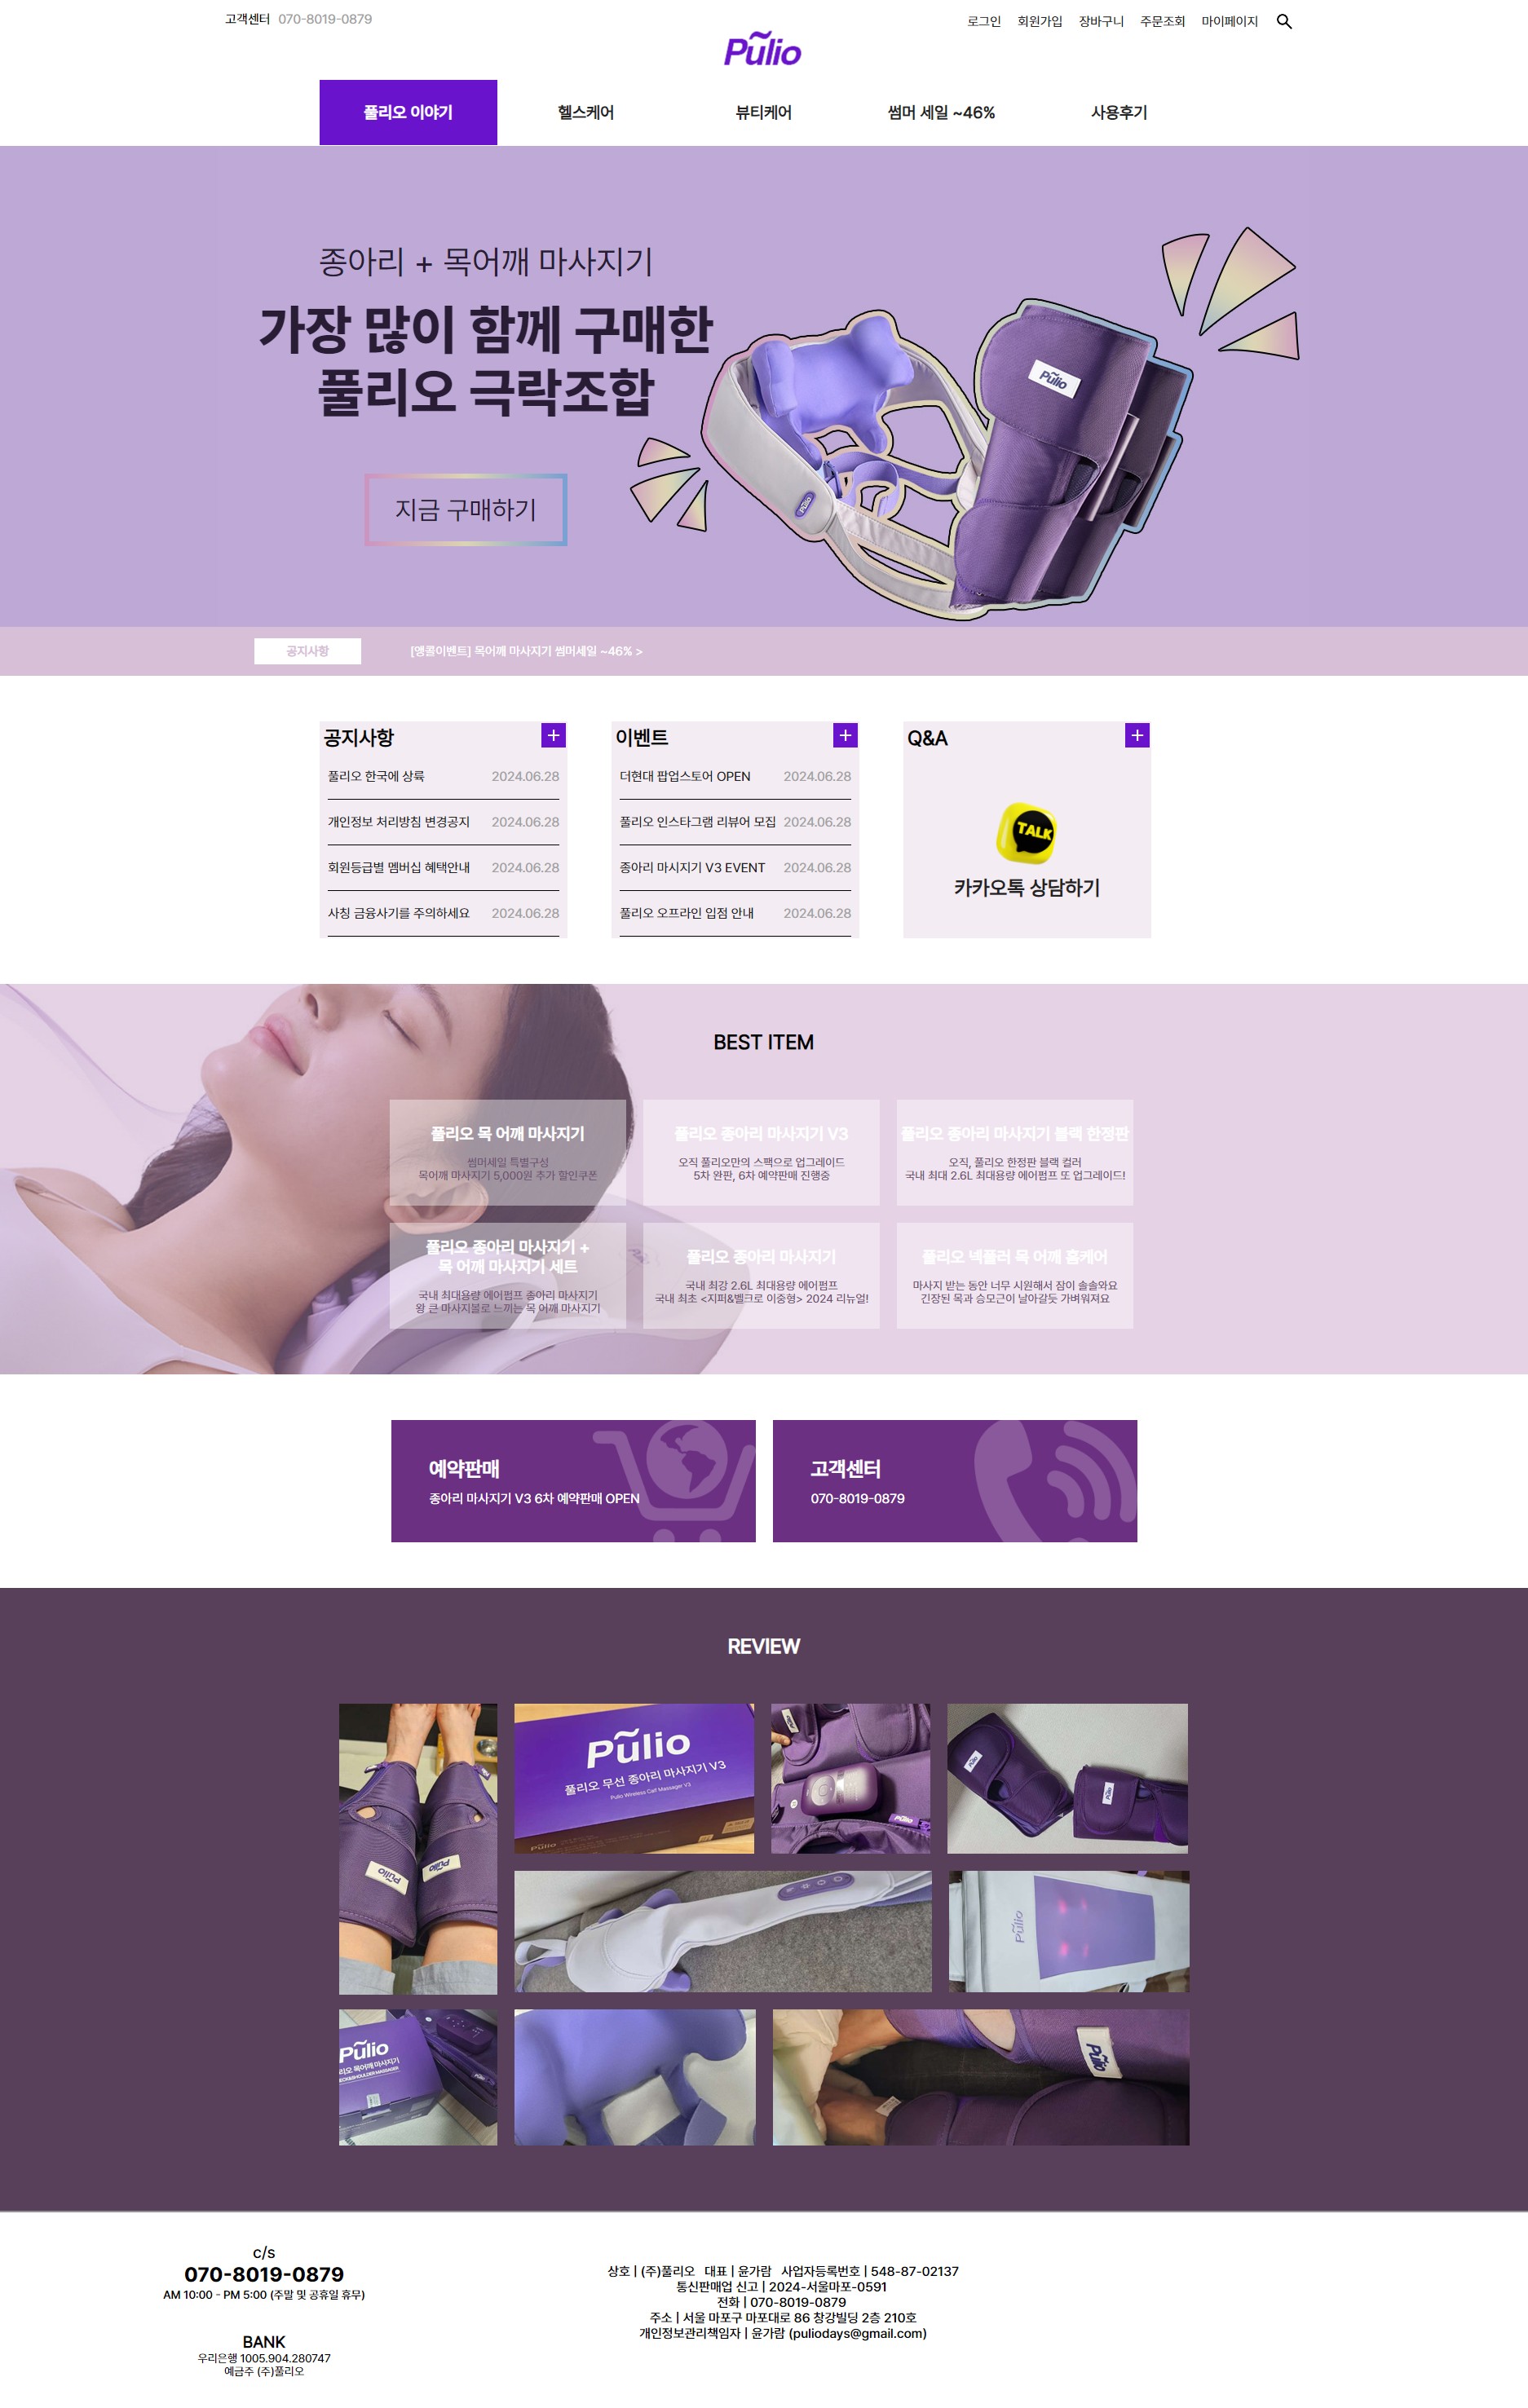 고객센터 070-8019-0879
로그인 회원가입 장바구니 주문조회 마이페이지
Pulio
풀리오 이야기 헬스케어 뷰티케어 썸머 세일 ~46% 사용후기
종아리 + 목어깨 마사지기
가장 많이 함께 구매한
풀리오 극락조합
Pulio
Pulio
지금 구매하기
공지사항 [앵콜이벤트] 목어깨 마사지기 썸머세일 ~46% >
공지사항 +
풀리오 한국에 상륙 2024.06.28
개인정보 처리방침 변경공지 2024.06.28
회원등급별 멤버십 혜택안내 2024.06.28
사칭 금융사기를 주의하세요 2024.06.28
이벤트 +
더현대 팝업스토어 OPEN 2024.06.28
풀리오 인스타그램 리뷰어 모집 2024.06.28
종아리 마시지기 V3 EVENT 2024.06.28
풀리오 오프라인 입점 안내 2024.06.28
Q&A +
TALK
카카오톡 상담하기
BEST ITEM
풀리오 목 어깨 마사지기
썸머세일 특별구성
목어깨 마사지기 5,000원 추가 할인쿠폰
풀리오 종아리 마사지기 V3
오직 풀리오만의 스팩으로 업그레이드
5차 완판, 6차 예약판매 진행중
풀리오 종아리 마사지기 블랙 한정판
오직, 풀리오 한정판 블랙 컬러
국내 최대 2.6L 최대용량 에어펌프 또 업그레이드!
풀리오 종아리 마사지기 +
목 어깨 마사지기 세트
국내 최대용량 에어펌프 종아리 마사지기
왕 큰 마사지볼로 느끼는 목 어깨 마사지기
풀리오 종아리 마사지기
국내 최강 2.6L 최대용량 에어펌프
국내 최초 <지퍼&벨크로 이중형> 2024 리뉴얼!
풀리오 넥풀러 목 어깨 홈케어
마사지 받는 동안 너무 시원해서 잠이 솔솔와요
긴장된 목과 승모근이 날아갈듯 가벼워져요
예약판매
종아리 마사지기 V3 6차 예약판매 OPEN
고객센터
070-8019-0879
REVIEW
Pulio
Pulio
Pulio
풀리오 무선 종아리 마사지기 V3
Pulio Wireless Calf Massager V3
Pulio
Pulio
Pulio
Pulio
Pulio
Pulio
리오 목어깨 마사지기
ECK&SHOULDER MASSAGER
Pulio
c/s
070-8019-0879
AM 10:00 - PM 5:00 (주말 및 공휴일 휴무)
BANK
우리은행 1005.904.280747
예금주 (주)풀리오
상호 | (주)풀리오 대표 | 윤가람 사업자등록번호 | 548-87-02137
통신판매업 신고 | 2024-서울마포-0591
전화 | 070-8019-0879
주소 | 서울 마포구 마포대로 86 창강빌딩 2층 210호
개인정보관리책임자 | 윤가람 (puliodays@gmail.com)